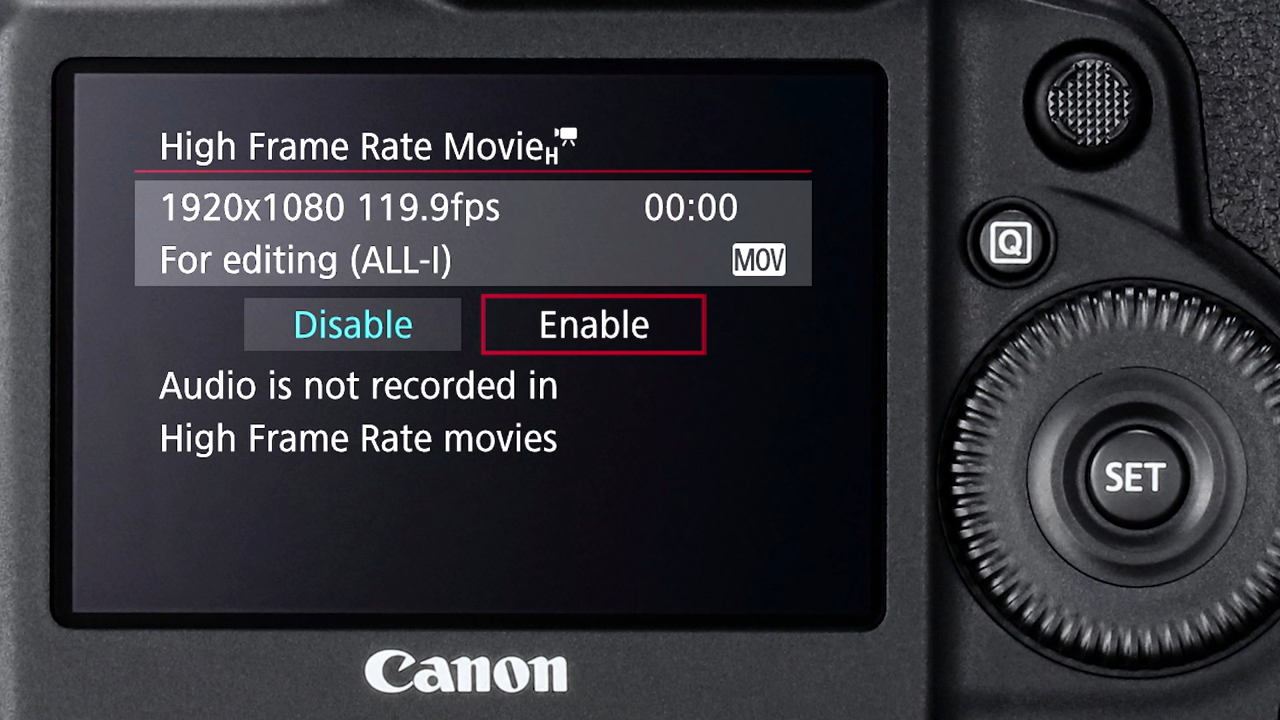 High Frame Rate Movie H
1920x1080 119.9fps 00:00
For editing (ALL-I) MOV
Disable Enable
Audio is not recorded in
High Frame Rate movies
Q
SET
Canon